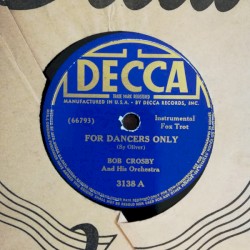 DECCA
TRADE MARK REGISTERED
MANUFACTURED IN U.S.A. - BY DECCA RECORDS, INC.
(66793)
Instrumental
Fox Trot
FOR DANCERS ONLY
(By Oliver)
BOB CROSBY
And His Orchestra
3138 A